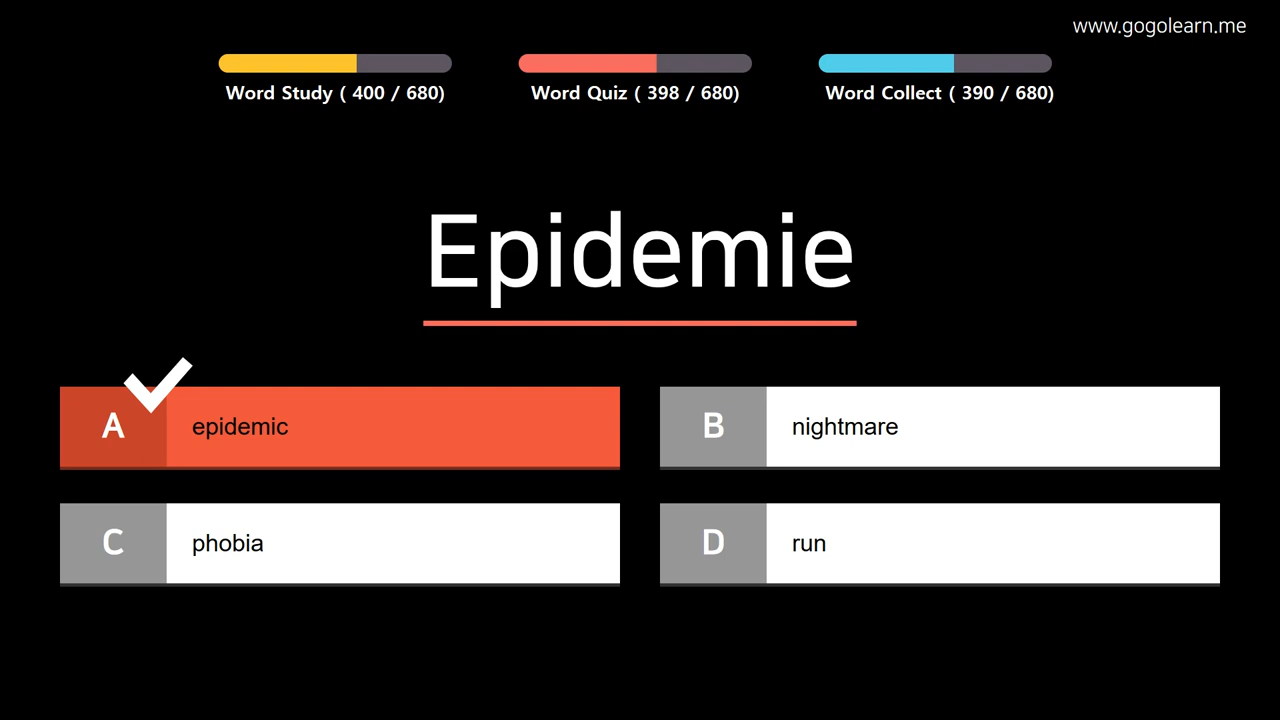 www.gogolearn.me
Word Study ( 400 / 680)
Word Quiz ( 398 / 680)
Word Collect ( 390 / 680)
Epidemie
A epidemic
B nightmare
C phobia
D run